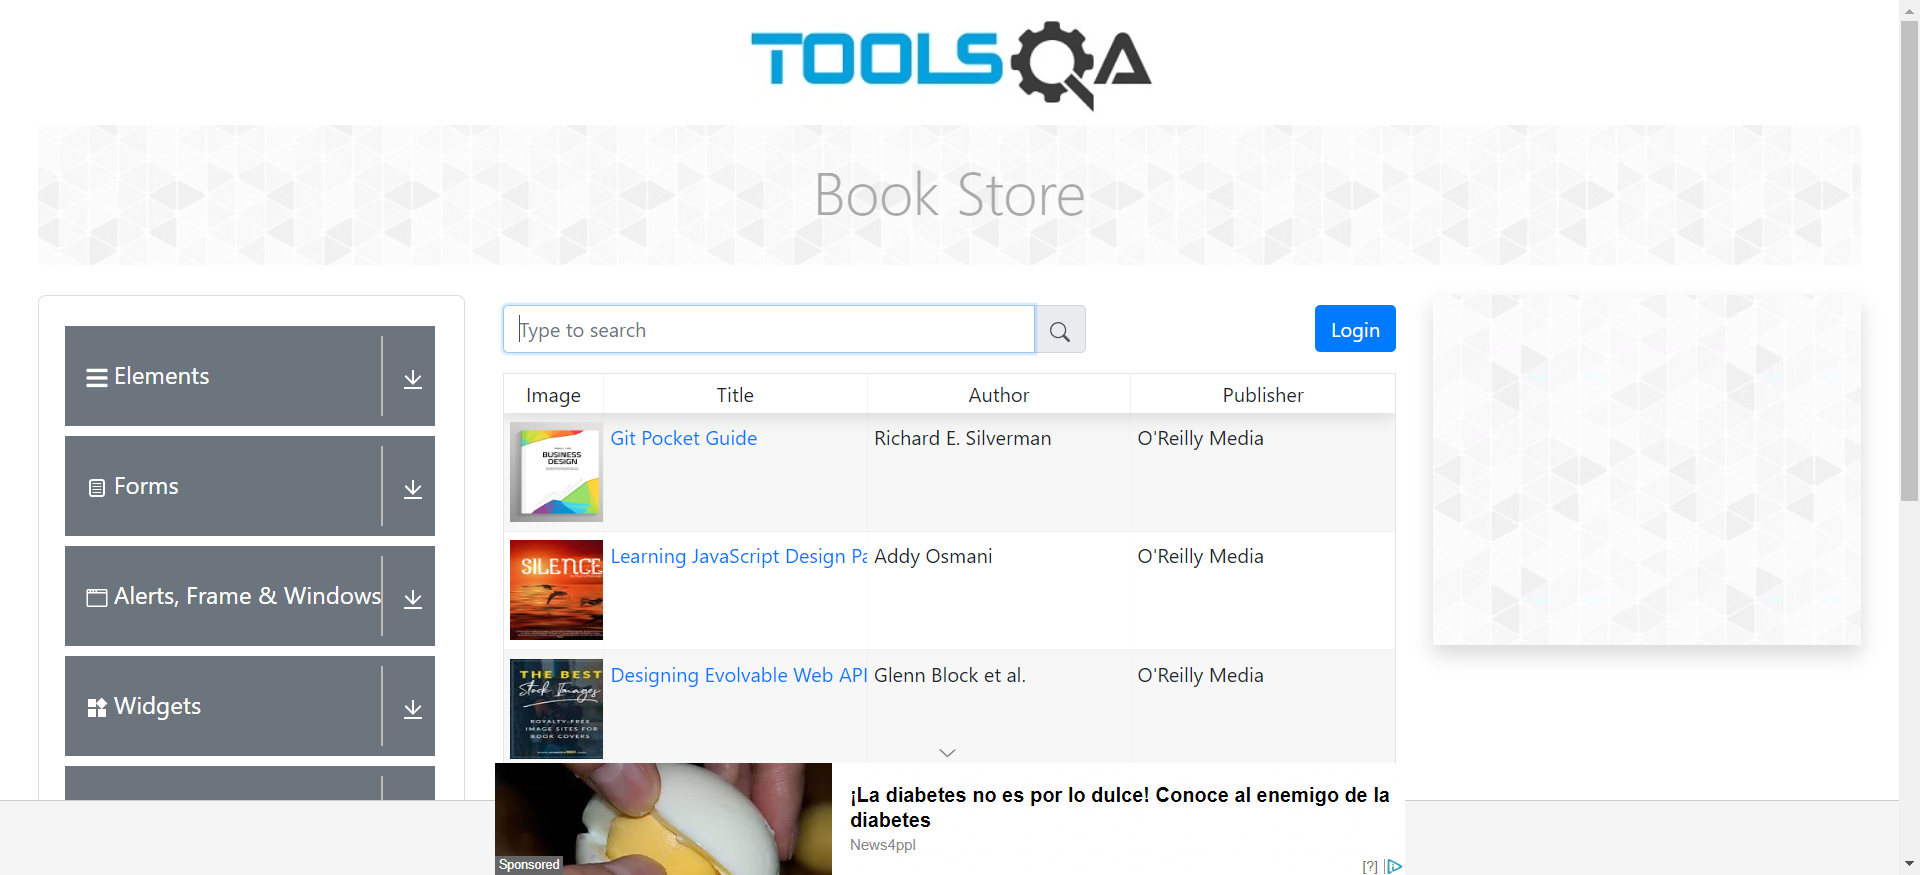 TOOLSQA
Book Store
Elements
Forms
Alerts, Frame & Windows
Widgets
Type to search
Login
Image Title Author Publisher
BUSINESS
DESIGN
Git Pocket Guide Richard E. Silverman O'Reilly Media
SILENCE
Learning JavaScript Design Pa Addy Osmani O'Reilly Media
THE BEST
Stock Images
ROYALTY-FREE
IMAGE SITES FOR
BOOK COVERS
Designing Evolvable Web API Glenn Block et al. O'Reilly Media
Sponsored
¡La diabetes no es por lo dulce! Conoce al enemigo de la
diabetes
News4ppl
[?]